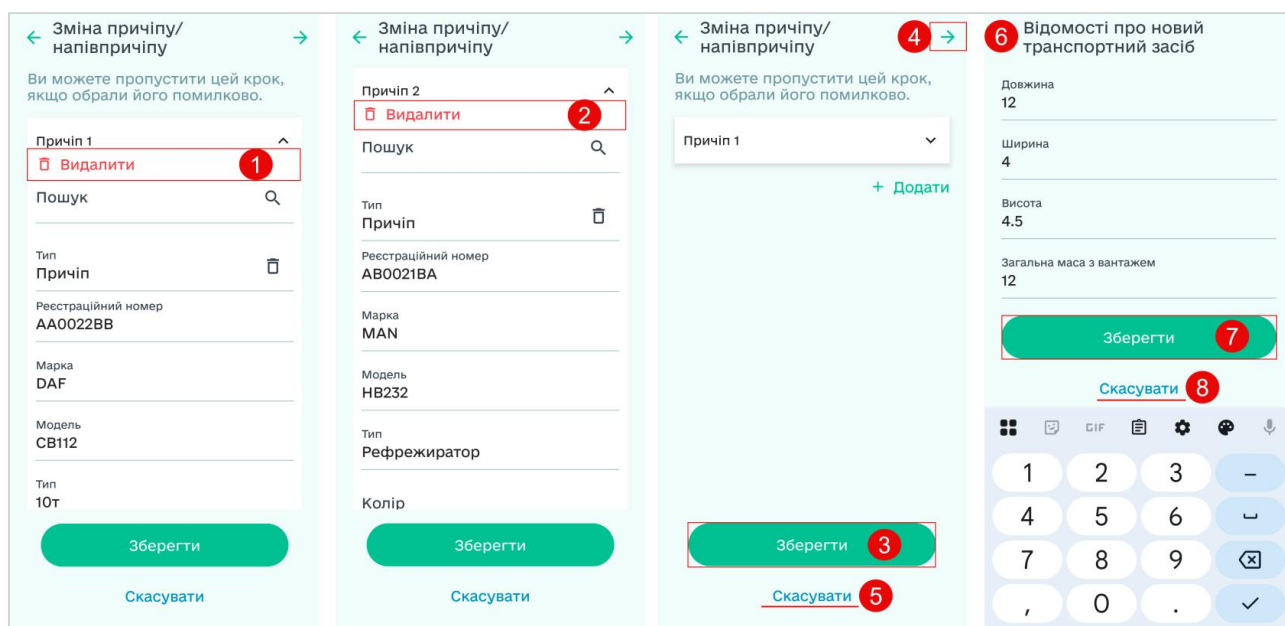 Зміна причіпу/
напівпричіпу
Ви можете пропустити цей крок,
якщо обрали його помилково.
Причіп 1
Видалити
1
Пошук
Тип
Причіп
Реєстраційний номер
AA0022BB
Марка
DAF
Модель
CB112
Тип
10т
Зберегти
Скасувати
Зміна причіпу/
напівпричіпу
Причіп 2
Видалити
2
Пошук
Тип
Причіп
Реєстраційний номер
AB0021BA
Марка
MAN
Модель
HB232
Тип
Рефрежиратор
Колір
Зберегти
Скасувати
Зміна причіпу/
напівпричіпу
4
Ви можете пропустити цей крок,
якщо обрали його помилково.
Причіп 1
+ Додати
Зберегти
3
Скасувати
5
6
Відомості про новий
транспортний засіб
Довжина
12
Ширина
4
Висота
4.5
Загальна маса з вантажем
12
Зберегти
7
Скасувати
8
GIF
1 2 3 –
4 5 6
7 8 9
, 0 .